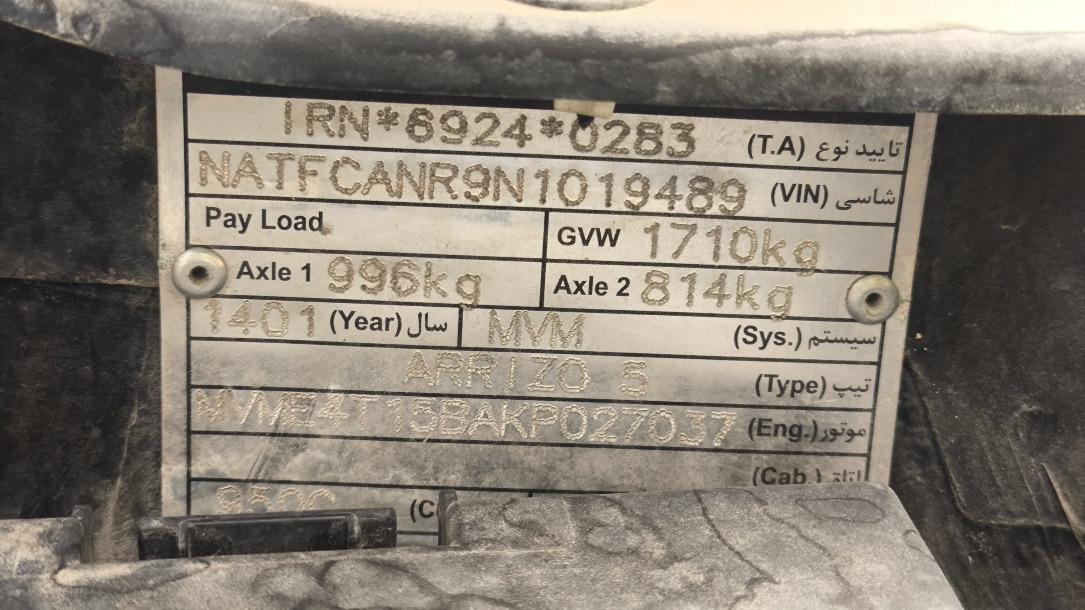 IRN*6924*0283 تایید نوع (T.A)
NATFCANR9N1019489 شاسی (VIN)
Pay Load GVW 1710kg
Axle 1 996kg Axle 2 814kg
1401 سال (Year) MVM سیستم (Sys.)
ARRIZO 5 تیپ (Type)
MVME4T15BAKP027037 موتور (Eng.)
اتاق (Cab.)